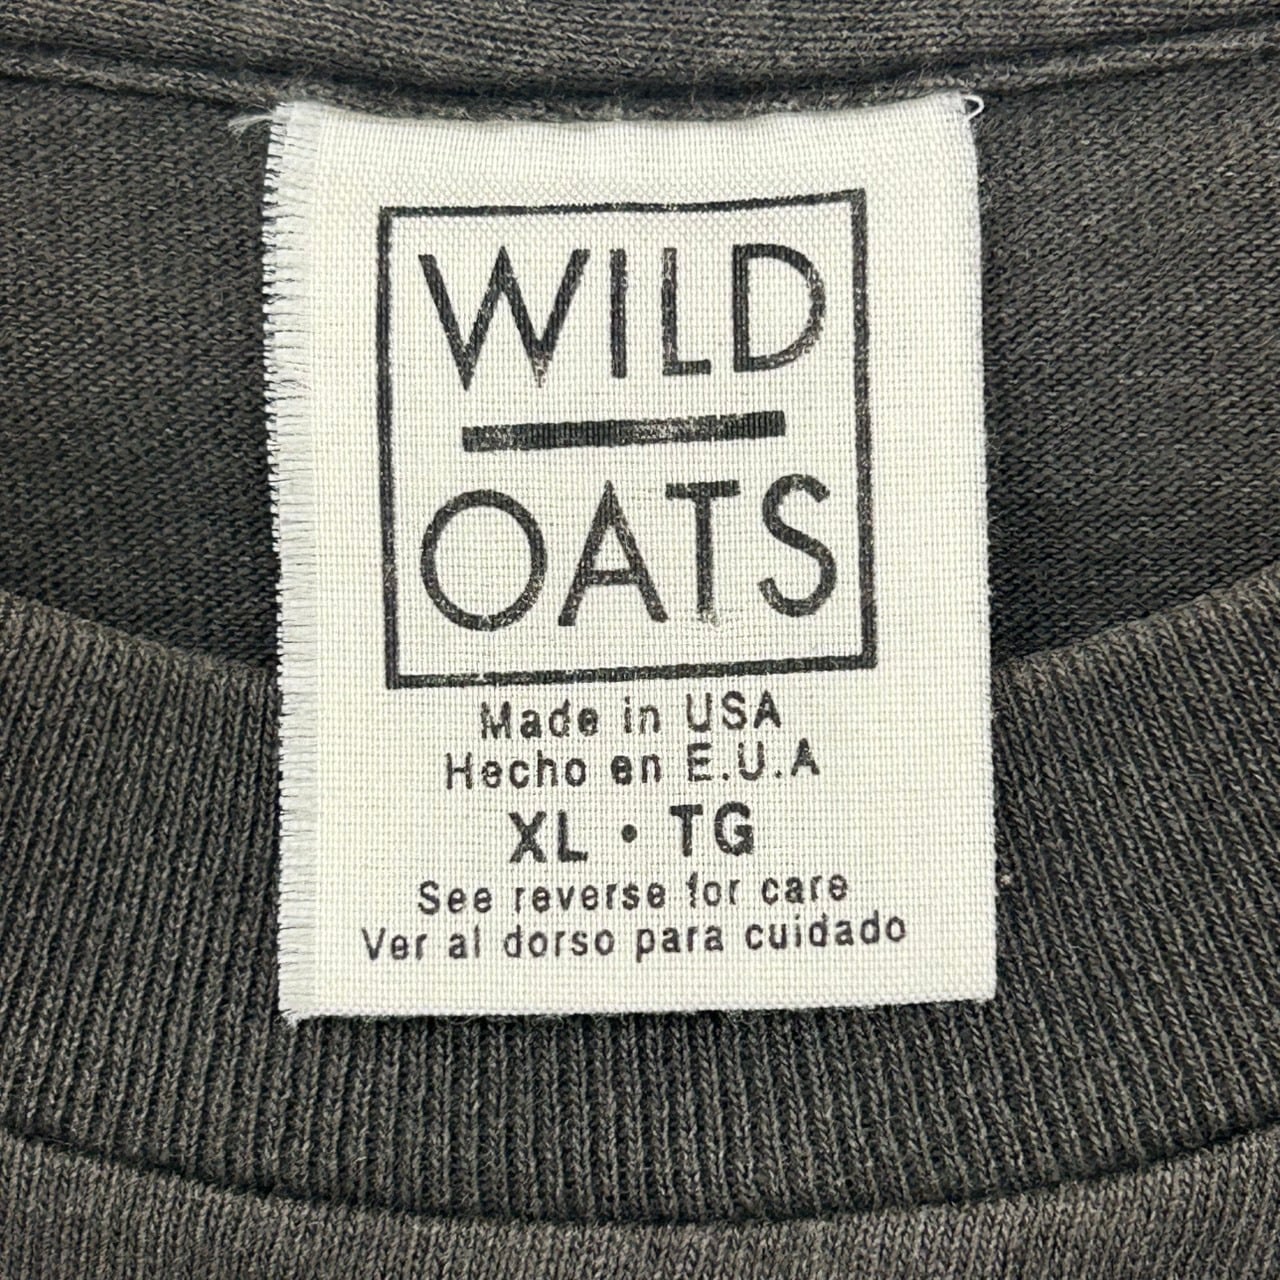 WILD
OATS
Made in USA
Hecho en E.U.A
XL • TG
See reverse for care
Ver al dorso para cuidado